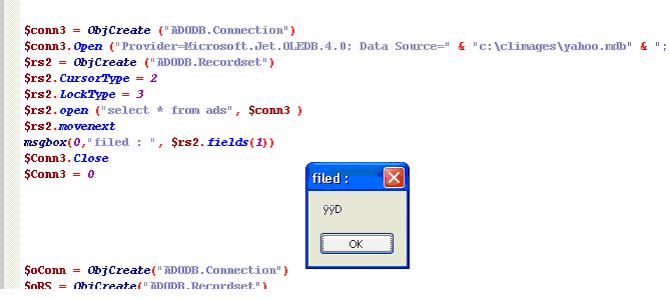 $conn3 = ObjCreate ("ADODB.Connection")
$conn3.Open ("Provider=Microsoft.Jet.OLEDB.4.0; Data Source=" & "c:\climages\yahoo.mdb" & ";
$rs2 = ObjCreate ("ADODB.Recordset")
$rs2.CursorType = 2
$rs2.LockType = 3
$rs2.open ("select * from ads", $conn3 )
$rs2.movenext
msgbox(0,"filed : ", $rs2.fields(1))
$Conn3.Close
$Conn3 = 0
filed :
ÿÿD
OK
$oConn = ObjCreate("ADODB.Connection")
$oRS = ObjCreate("ADODB.Recordset")